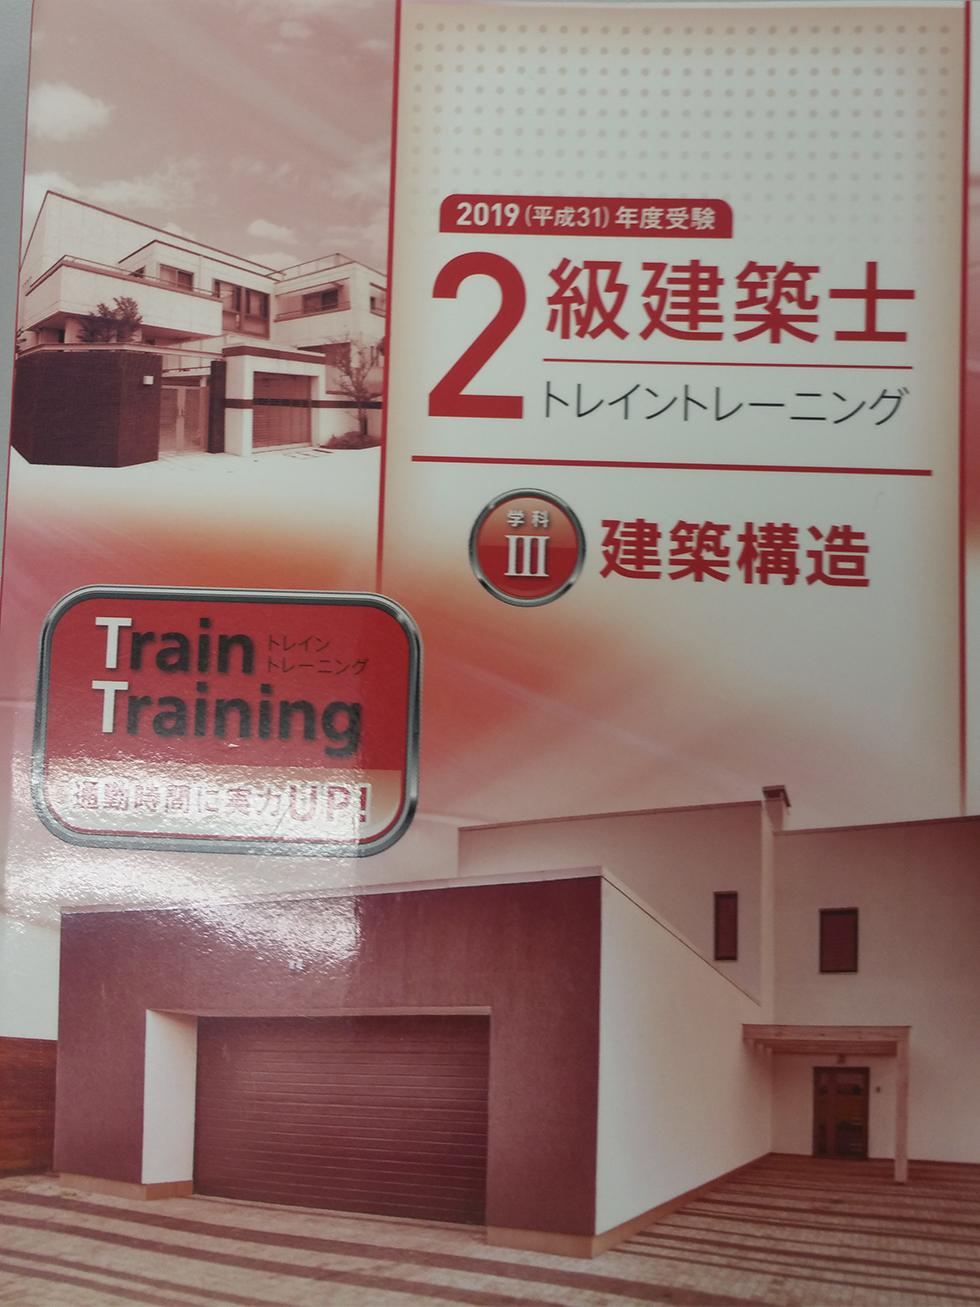 2019(平成31)年度受験
2級建築士
トレイントレーニング
学科
III
建築構造
Train
トレイン
トレーニング
Training
通勤時間に実力UP!